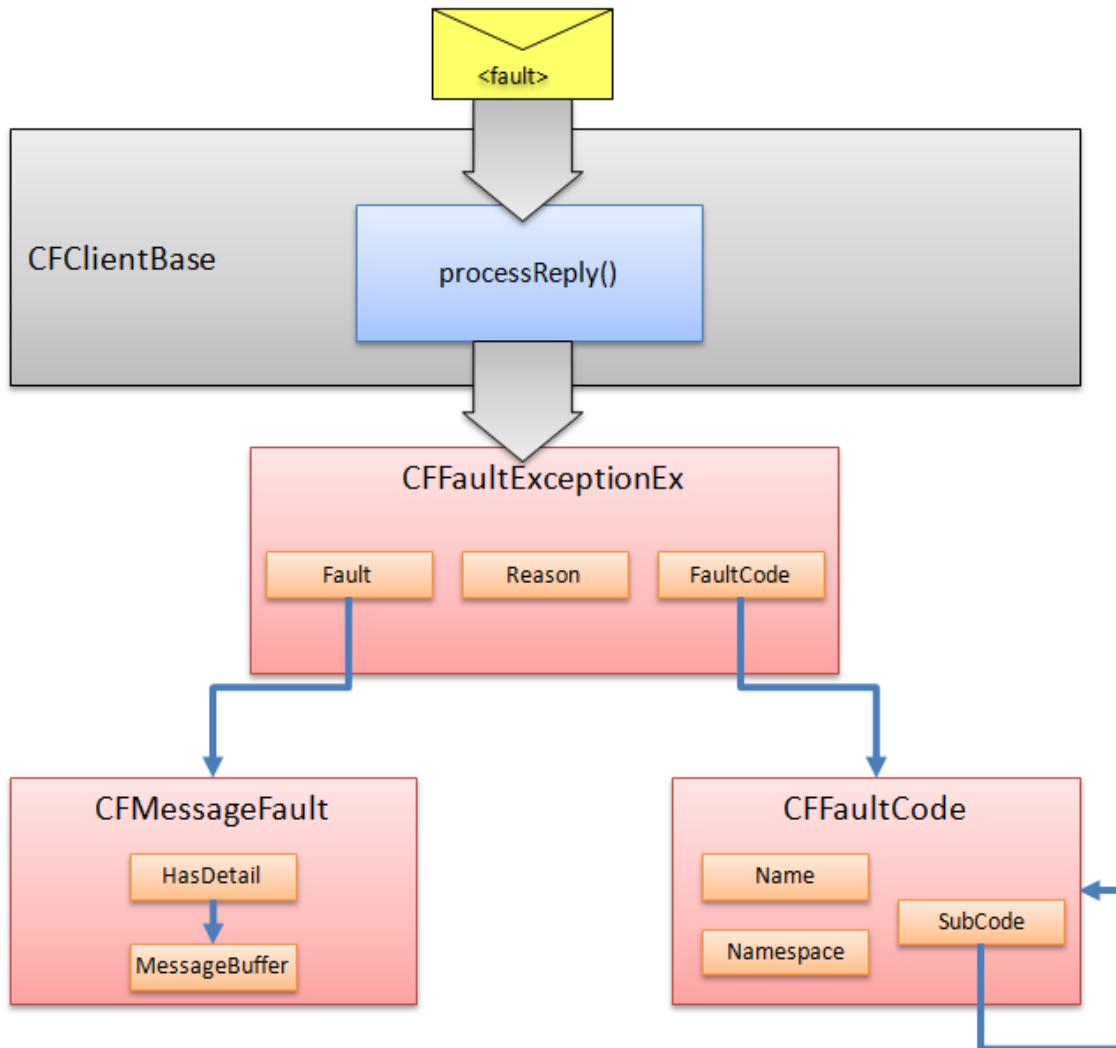 <fault>
CFClientBase
processReply()
CFFaultExceptionEx
Fault
Reason
FaultCode
CFMessageFault
HasDetail
MessageBuffer
CFFaultCode
Name
SubCode
Namespace